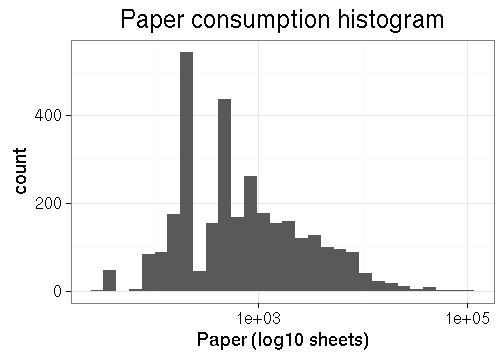 Paper consumption histogram
count
400
200
0
1e+03
1e+05
Paper (log10 sheets)